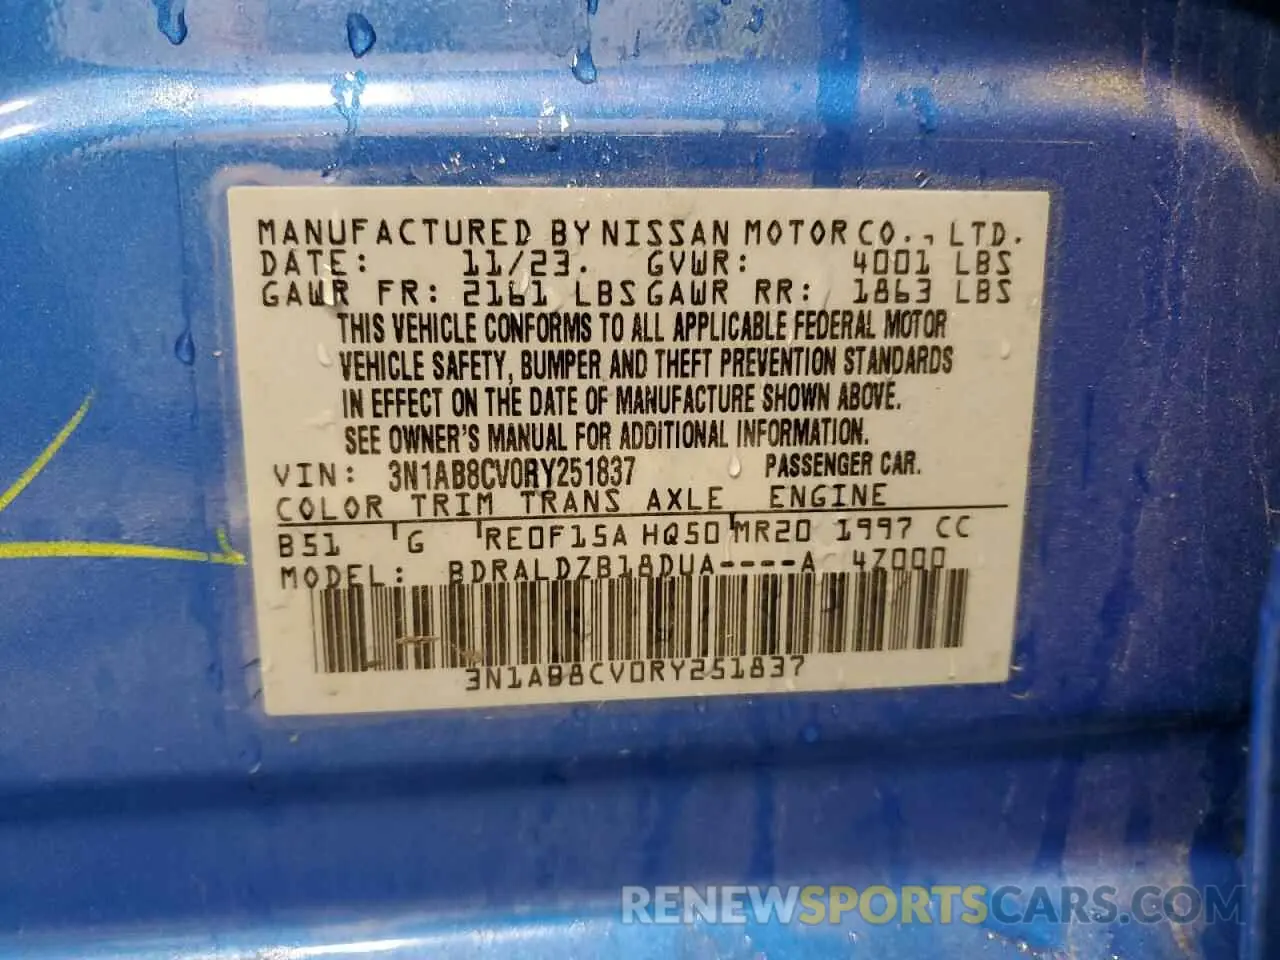 MANUFACTURED BY NISSAN MOTOR CO., LTD.
DATE: 11/23. GVWR: 4001 LBS
GAWR FR: 2161 LBS GAWR RR: 1863 LBS
THIS VEHICLE CONFORMS TO ALL APPLICABLE FEDERAL MOTOR
VEHICLE SAFETY, BUMPER AND THEFT PREVENTION STANDARDS
IN EFFECT ON THE DATE OF MANUFACTURE SHOWN ABOVE.
SEE OWNER'S MANUAL FOR ADDITIONAL INFORMATION.
VIN: 3N1AB8CV0RY251837 PASSENGER CAR.
COLOR TRIM TRANS AXLE ENGINE
B51 G RE0F15A HQ50 MR20 1997 CC
MODEL: BDRALDZB18DUA----A 4Z000
3N1AB8CV0RY251837
RENEWSPORTSCARS.COM